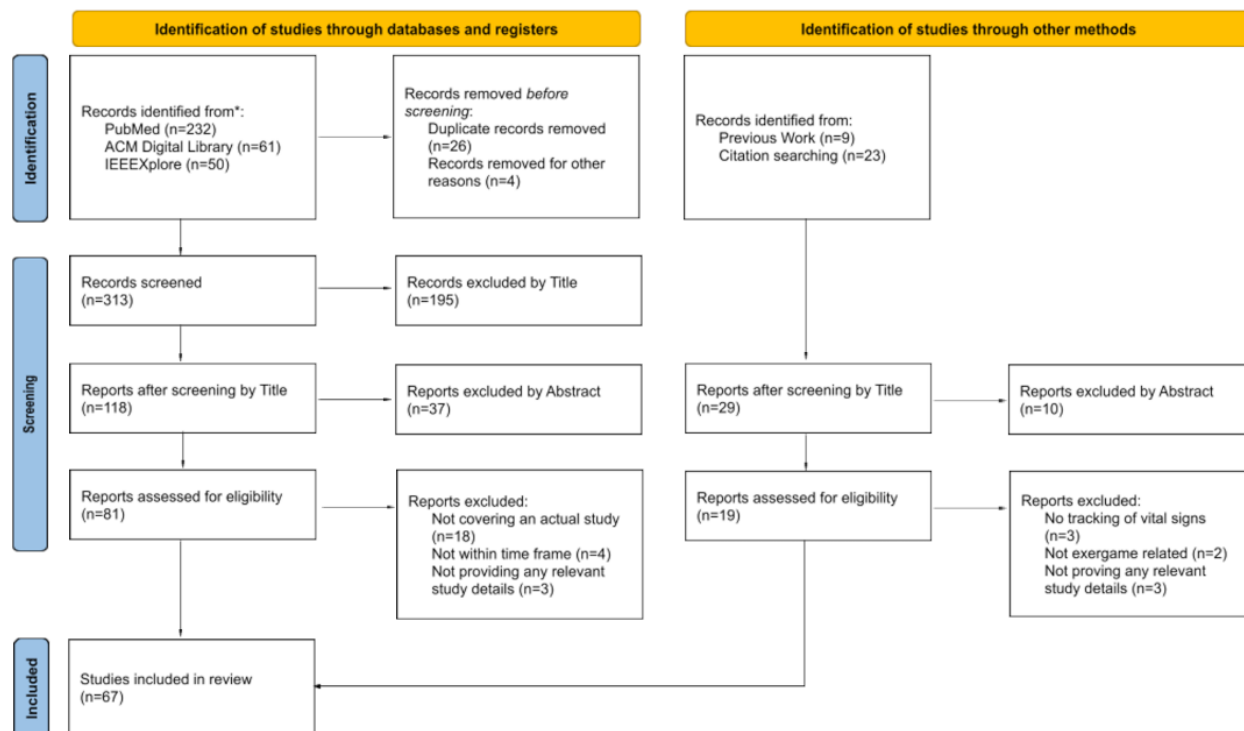 Identification of studies through databases and registers
Identification of studies through other methods
Identification
Records identified from*:
PubMed (n=232)
ACM Digital Library (n=61)
IEEEXplore (n=50)
Records removed before
screening:
Duplicate records removed
(n=26)
Records removed for other
reasons (n=4)
Records identified from:
Previous Work (n=9)
Citation searching (n=23)
Screening
Records screened
(n=313)
Records excluded by Title
(n=195)
Reports after screening by Title
(n=118)
Reports excluded by Abstract
(n=37)
Reports after screening by Title
(n=29)
Reports excluded by Abstract
(n=10)
Reports assessed for eligibility
(n=81)
Reports excluded:
Not covering an actual study
(n=18)
Not within time frame (n=4)
Not providing any relevant
study details (n=3)
Reports assessed for eligibility
(n=19)
Reports excluded:
No tracking of vital signs
(n=3)
Not exergame related (n=2)
Not proving any relevant
study details (n=3)
Included
Studies included in review
(n=67)